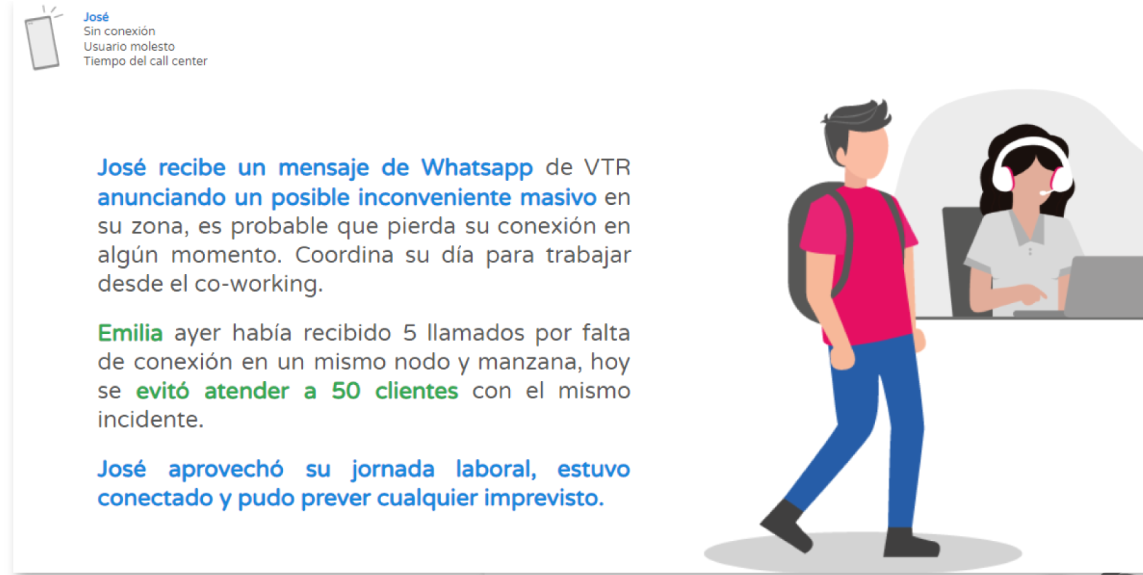 José
Sin conexión
Usuario molesto
Tiempo del call center
José recibe un mensaje de Whatsapp de VTR
anunciando un posible inconveniente masivo en
su zona, es probable que pierda su conexión en
algún momento. Coordina su día para trabajar
desde el co-working.
Emilia ayer había recibido 5 llamados por falta
de conexión en un mismo nodo y manzana, hoy
se evitó atender a 50 clientes con el mismo
incidente.
José aprovechó su jornada laboral, estuvo
conectado y pudo prever cualquier imprevisto.